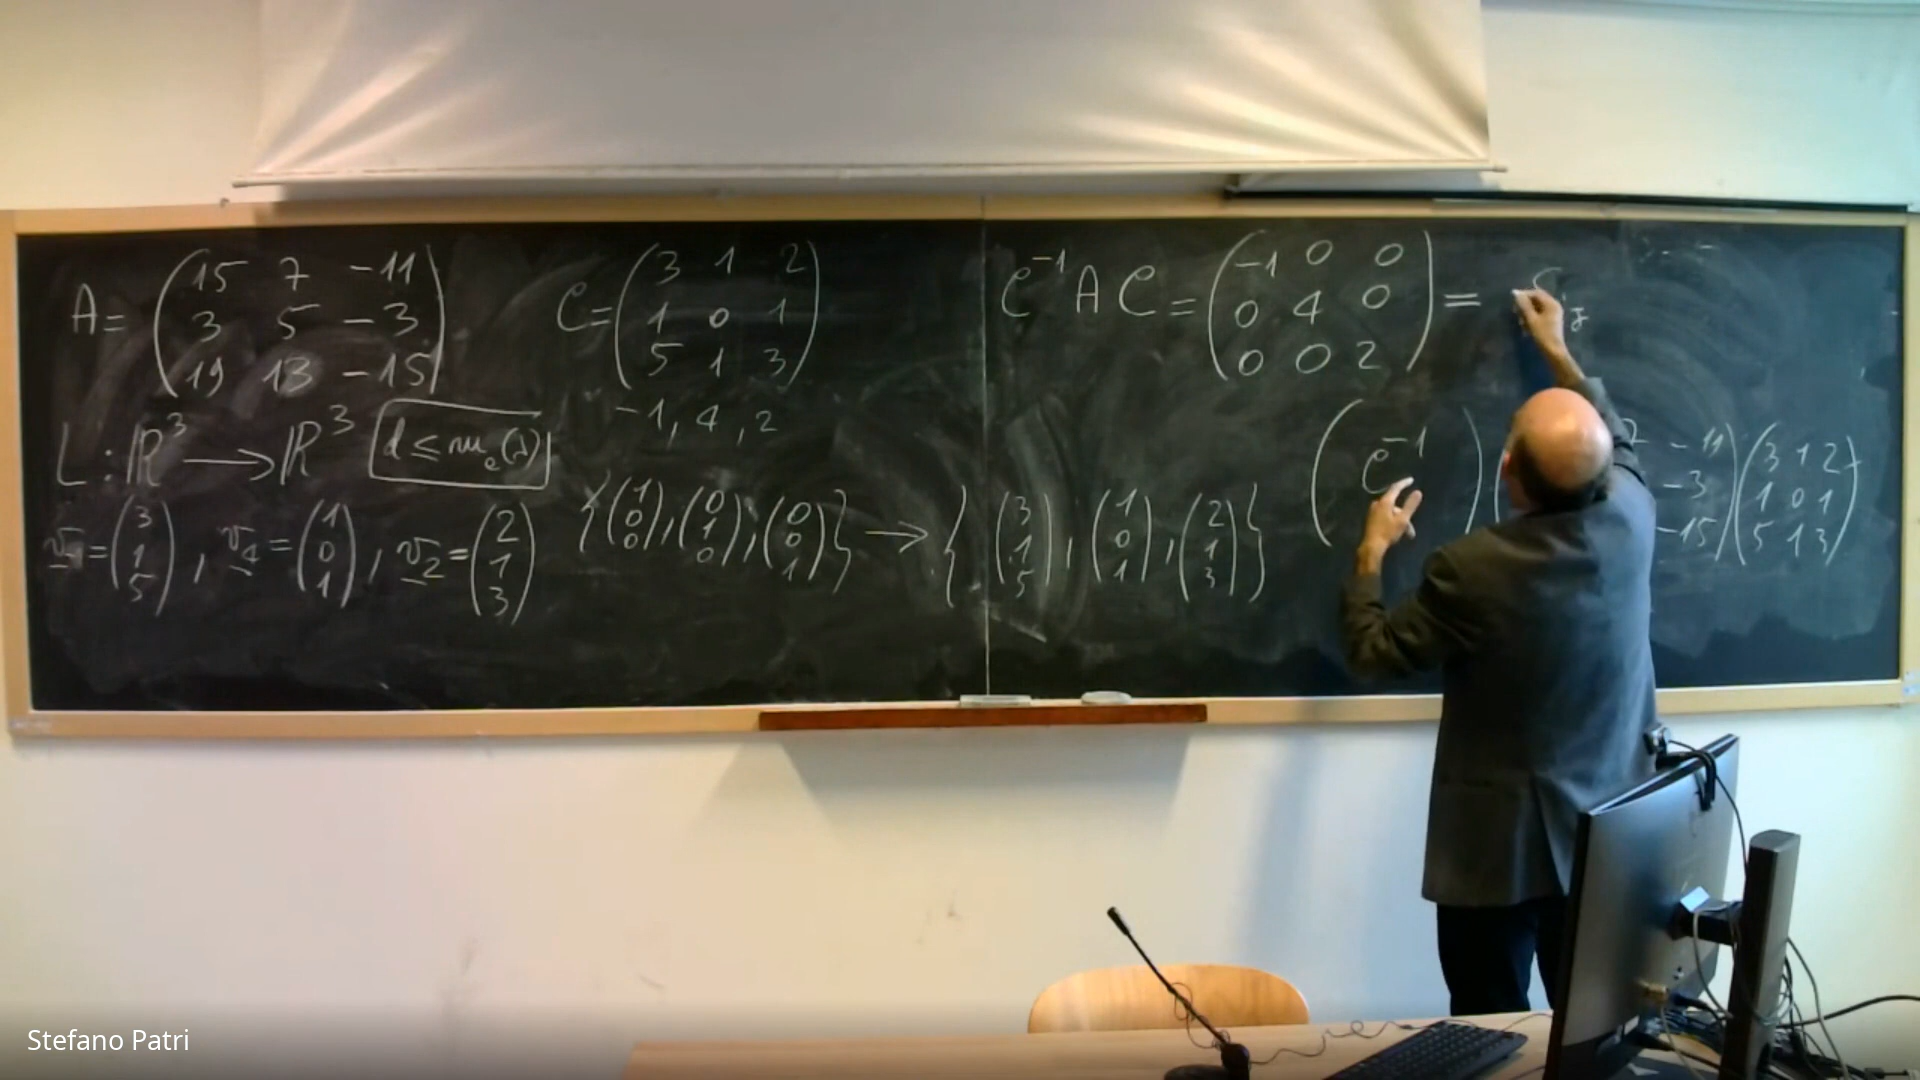 A = ( 15 7 -11
3 5 -3
19 13 -15 )
C = ( 3 1 2
1 0 1
5 1 3 )
-1, 4, 2
L : ℝ³ → ℝ³ d ≤ m_e(λ)
v₋₁ = ( 3 1 5 ), v₄ = ( 1 0 1 ), v₂ = ( 2 1 3 )
{ ( 1 0 0 ), ( 0 1 0 ), ( 0 0 1 ) } → { ( 3 1 5 ), ( 1 0 1 ), ( 2 1 3 ) }
C⁻¹ A C = ( -1 0 0
0 4 0
0 0 2 ) =
( C⁻¹ ) ( -11
-3
-15 ) ( 3 1 2
1 0 1
5 1 3 )
Stefano Patri